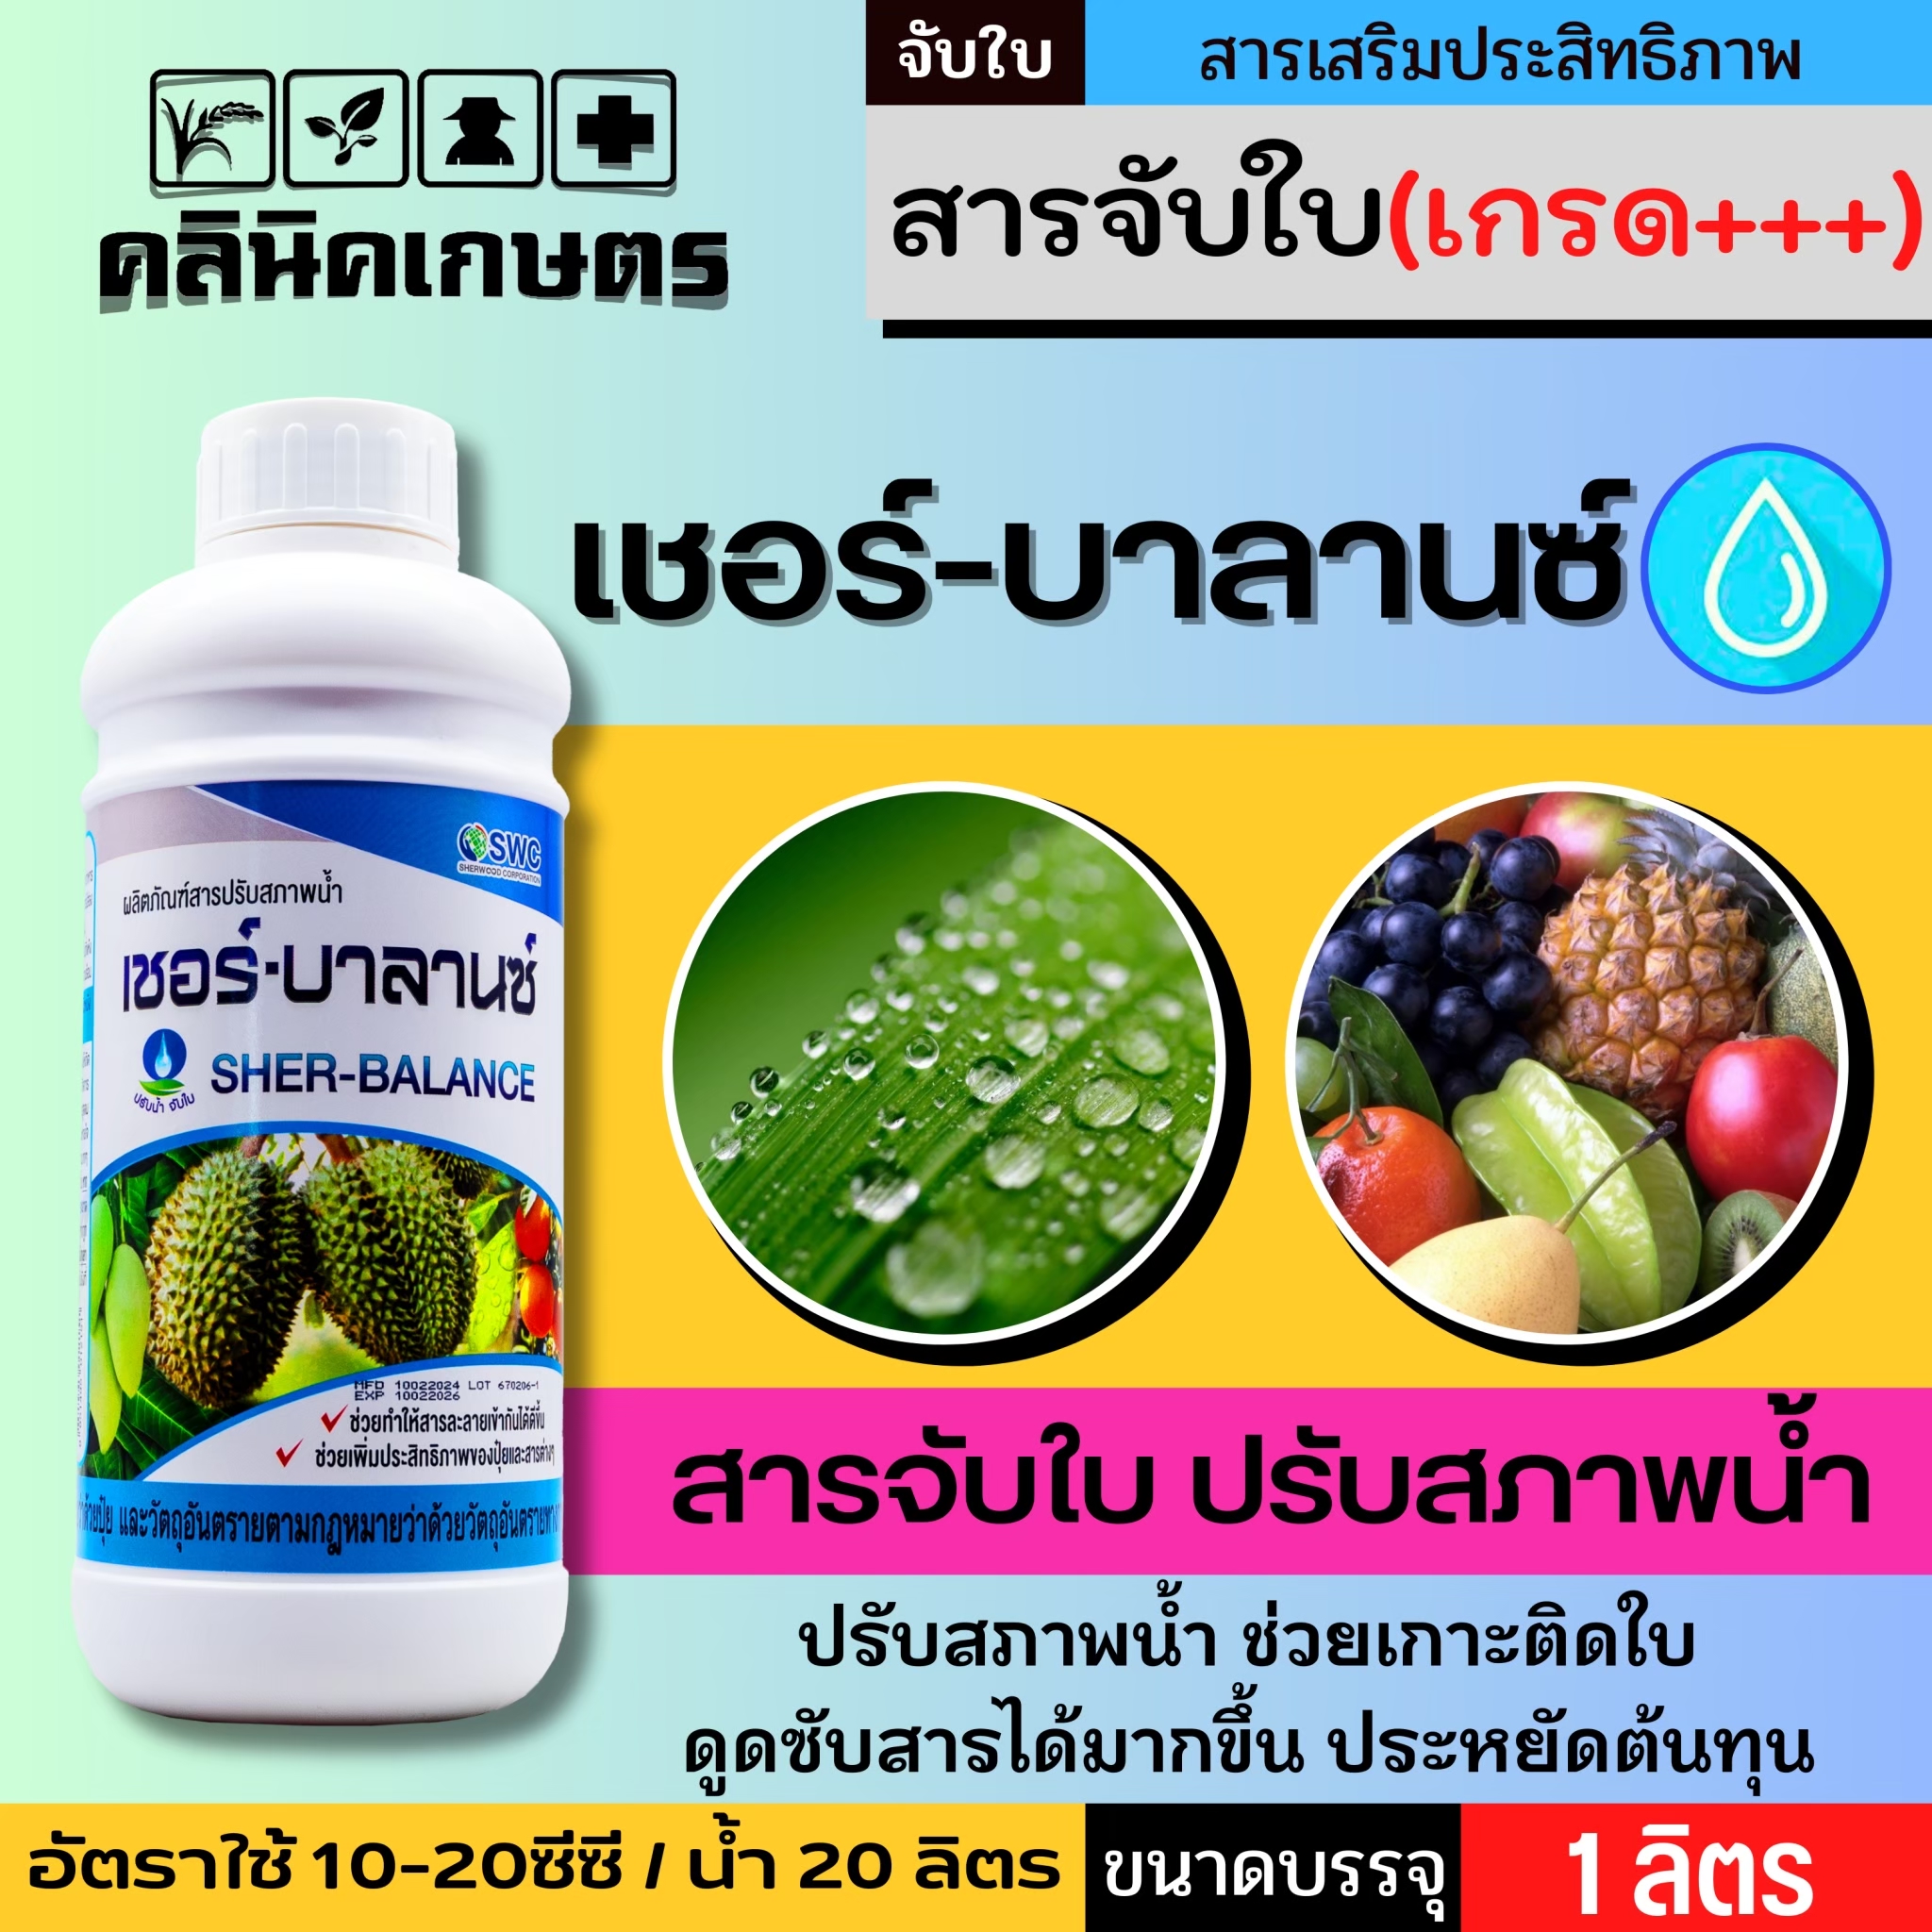 จับใบ
สารเสริมประสิทธิภาพ
สารจับใบ(เกรด+++)
คลินิคเกษตร
เชอร์-บาลานซ์
SWC
SHERWOOD CORPORATION
ผลิตภัณฑ์สารปรับสภาพน้ำ
เชอร์-บาลานซ์
SHER-BALANCE
ปรับน้ำ จับใบ
MFD 10022024 LOT 670206-1
EXP 10022026
ช่วยทำให้สารละลายเข้ากันได้ดีขึ้น
ช่วยเพิ่มประสิทธิภาพของปุ๋ยและสารต่างๆ
ด้วยปุ๋ย และวัตถุอันตรายตามกฎหมายว่าด้วยวัตถุอันตราย
สารจับใบ ปรับสภาพน้ำ
ปรับสภาพน้ำ ช่วยเกาะติดใบ
ดูดซับสารได้มากขึ้น ประหยัดต้นทุน
อัตราใช้ 10-20ซีซี / น้ำ 20 ลิตร
ขนาดบรรจุ
1 ลิตร